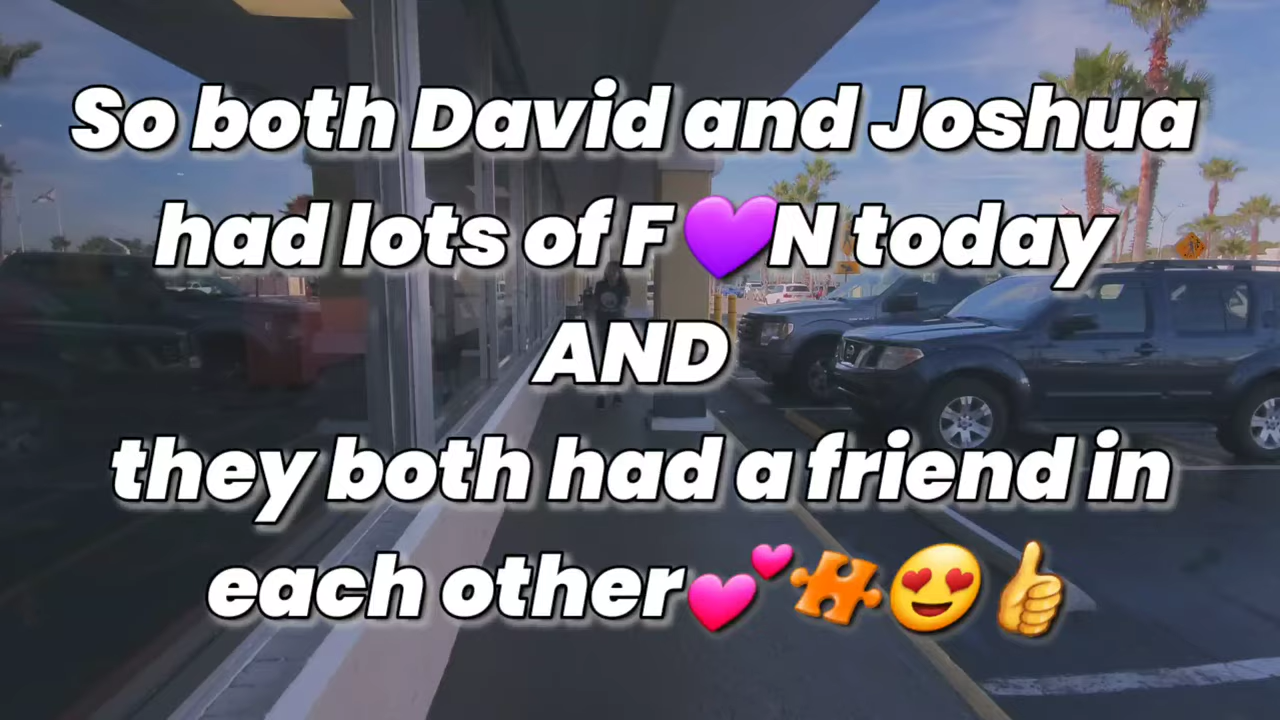 So both David and Joshua
had lots of F💜N today
AND
they both had a friend in
each other💕🧩😍👍